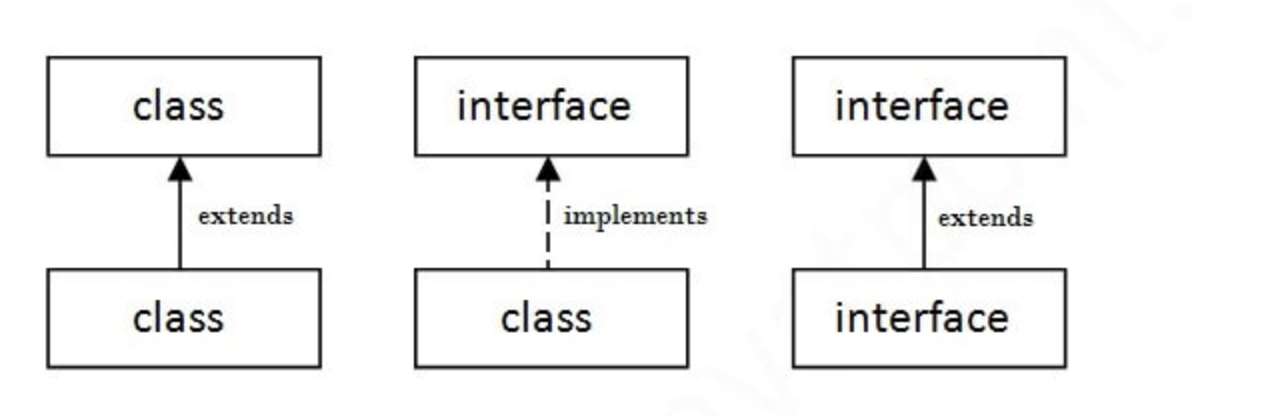 class interface interface
extends implements extends
class class interface